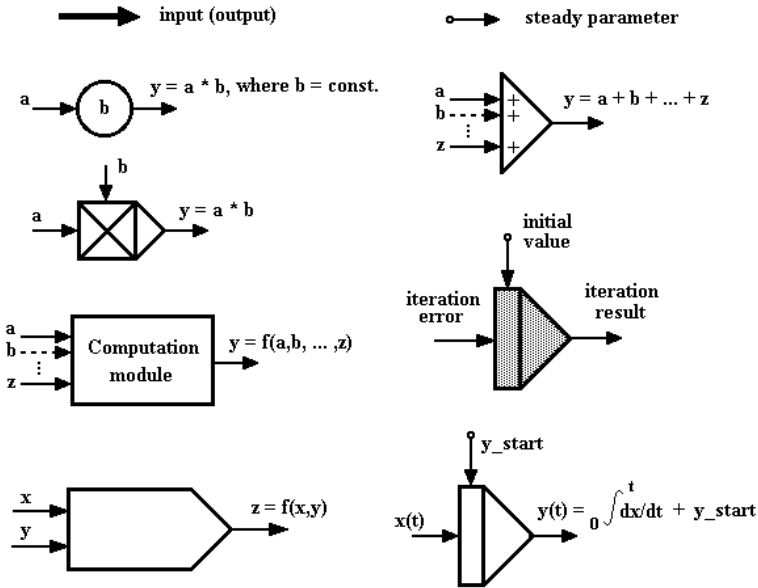 input (output)
steady parameter
a
b
y = a * b, where b = const.
a
b
⋮
z
+
+
+
y = a + b + ... + z
b
a
y = a * b
initial
value
iteration
error
iteration
result
a
b
⋮
z
Computation
module
y = f(a,b, ... ,z)
y_start
x
y
z = f(x,y)
x(t)
y(t) = 0 ∫ t dx/dt + y_start